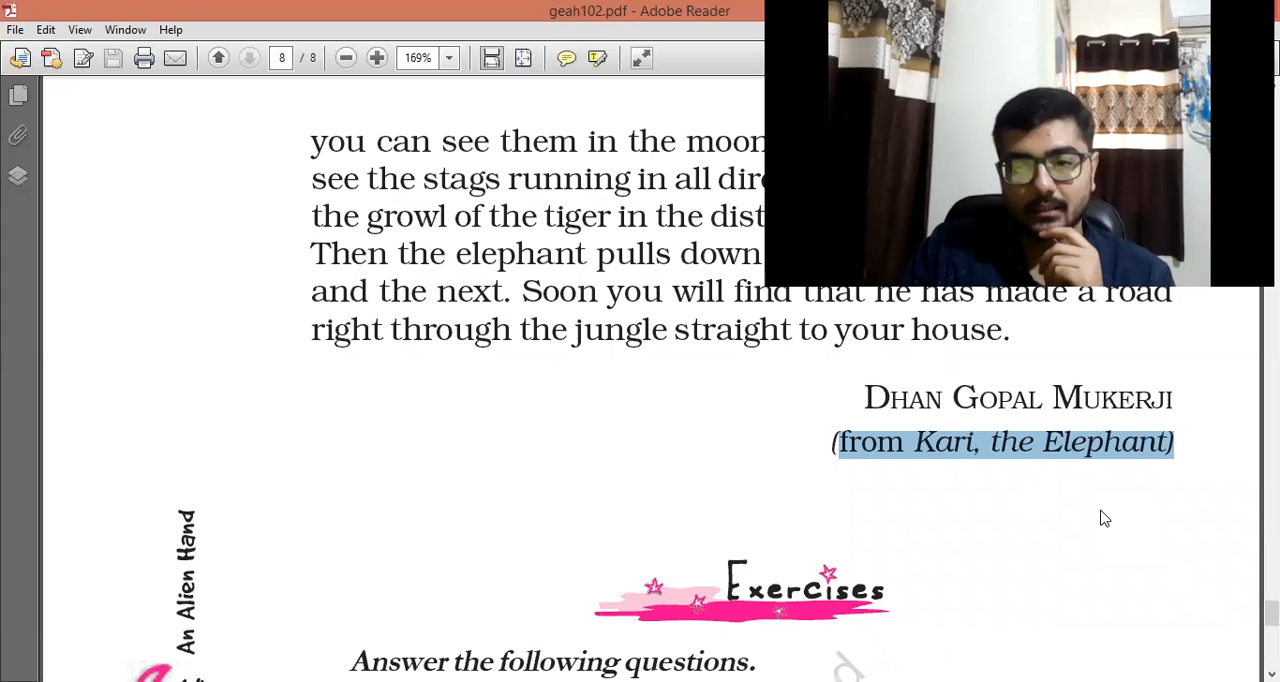 geah102.pdf - Adobe Reader
File Edit View Window Help
8 / 8 169%
you can see them in the moon
see the stags running in all dire
the growl of the tiger in the dist
Then the elephant pulls down
and the next. Soon you will find that he has made a road
right through the jungle straight to your house.
DHAN GOPAL MUKERJI
(from Kari, the Elephant)
An Alien Hand
Exercises
Answer the following questions.
d